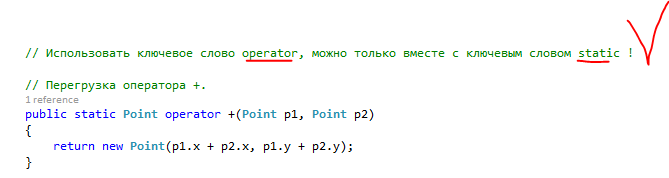 // Использовать ключевое слово operator, можно только вместе с ключевым словом static !
// Перегрузка оператора +.
1 reference
public static Point operator +(Point p1, Point p2)
{
return new Point(p1.x + p2.x, p1.y + p2.y);
}